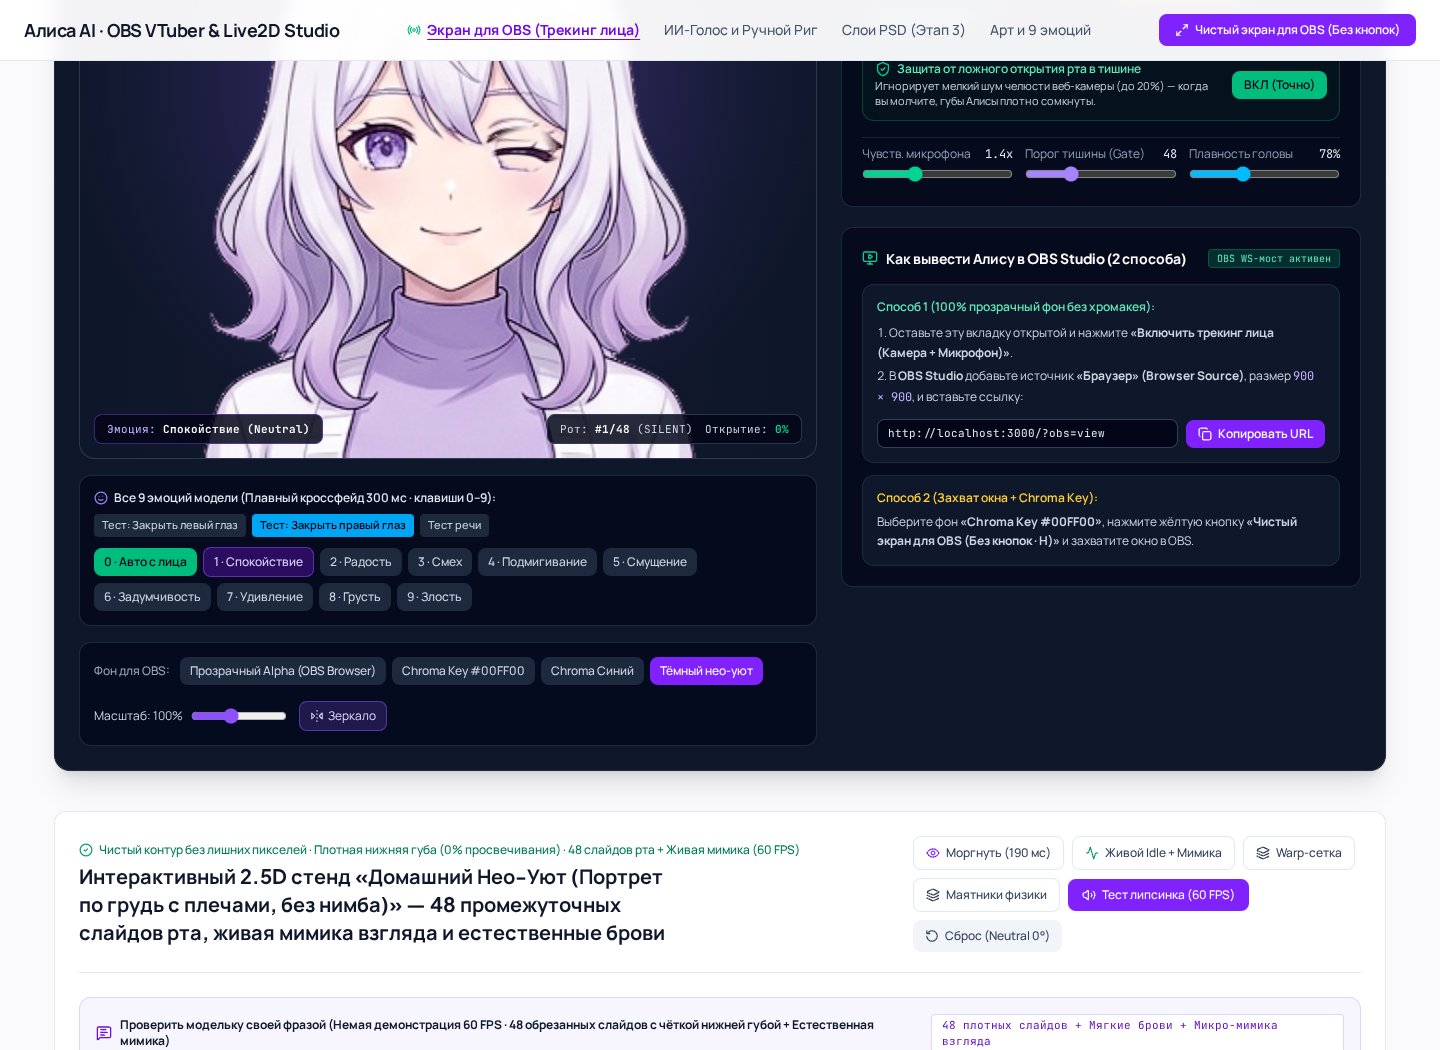 Алиса AI · OBS VTuber & Live2D Studio
Экран для OBS (Трекинг лица)
ИИ-Голос и Ручной Риг
Слои PSD (Этап 3)
Арт и 9 эмоций
Чистый экран для OBS (Без кнопок)
Защита от ложного открытия рта в тишине
Игнорирует мелкий шум челюсти веб-камеры (до 20%) — когда
вы молчите, губы Алисы плотно сомкнуты.
ВКЛ (Точно)
Чувств. микрофона 1.4x
Порог тишины (Gate) 48
Плавность головы 78%
Как вывести Алису в OBS Studio (2 способа)
OBS WS-мост активен
Способ 1 (100% прозрачный фон без хромакея):
1. Оставьте эту вкладку открытой и нажмите «Включить трекинг лица
(Камера + Микрофон)».
2. В OBS Studio добавьте источник «Браузер» (Browser Source), размер 900
× 900, и вставьте ссылку:
http://localhost:3000/?obs=view
Копировать URL
Способ 2 (Захват окна + Chroma Key):
Выберите фон «Chroma Key #00FF00», нажмите жёлтую кнопку «Чистый
экран для OBS (Без кнопок · H)» и захватите окно в OBS.
Эмоция: Спокойствие (Neutral)
Рот: #1/48 (SILENT) Открытие: 0%
Все 9 эмоций модели (Плавный кроссфейд 300 мс · клавиши 0–9):
Тест: Закрыть левый глаз
Тест: Закрыть правый глаз
Тест речи
0 · Авто с лица
1 · Спокойствие
2 · Радость
3 · Смех
4 · Подмигивание
5 · Смущение
6 · Задумчивость
7 · Удивление
8 · Грусть
9 · Злость
Фон для OBS:
Прозрачный Alpha (OBS Browser)
Chroma Key #00FF00
Chroma Синий
Тёмный нео-уют
Масштаб: 100%
Зеркало
Чистый контур без лишних пикселей · Плотная нижняя губа (0% просвечивания) · 48 слайдов рта + Живая мимика (60 FPS)
Интерактивный 2.5D стенд «Домашний Нео-Уют (Портрет
по грудь с плечами, без нимба)» — 48 промежуточных
слайдов рта, живая мимика взгляда и естественные брови
Моргнуть (190 мс)
Живой Idle + Мимика
Warp-сетка
Маятники физики
Тест липсинка (60 FPS)
Сброс (Neutral 0°)
Проверить модельку своей фразой (Немая демонстрация 60 FPS · 48 обрезанных слайдов с чёткой нижней губой + Естественная
мимика)
48 плотных слайдов + Мягкие брови + Микро-мимика
взгляда